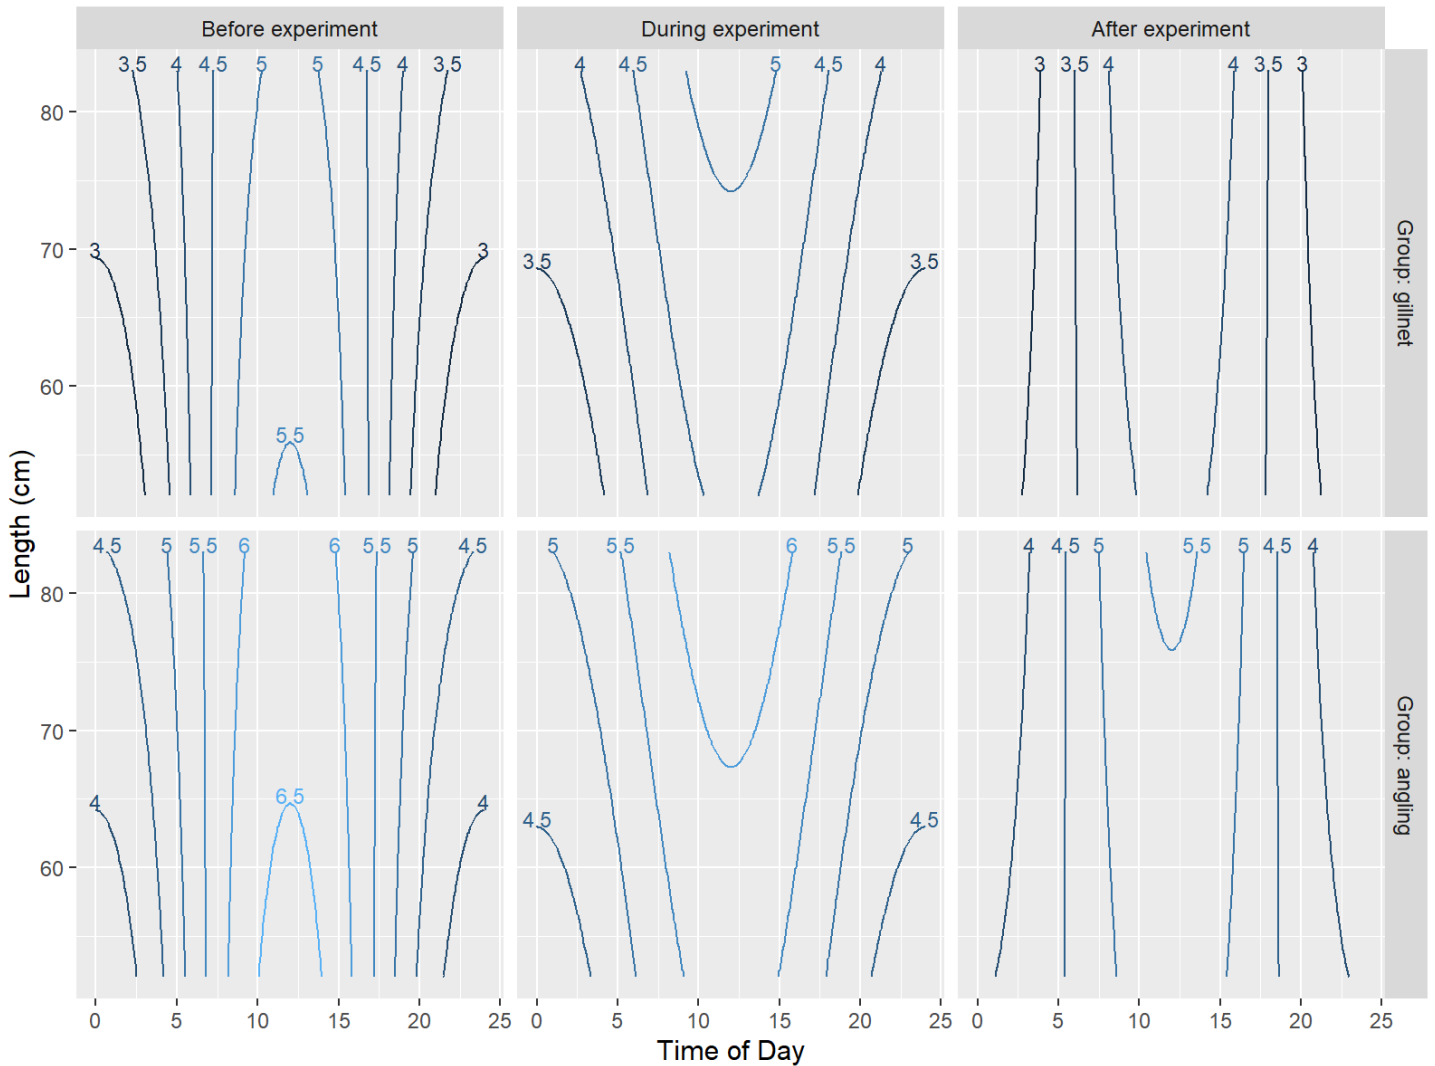 Before experiment
During experiment
After experiment
3.5 4 4.5 5 5 4.5 4 3.5
4 4.5 5 4.5 4
3 3.5 4 4 3.5 3
80
70
60
3 3
3.5 3.5
5.5
Group: gillnet
4.5 5 5.5 6 6 5.5 5 4.5
5 5.5 6 5.5 5
4 4.5 5 5.5 5 4.5 4
80
70
60
6.5
4 4
4.5 4.5
Group: angling
Length (cm)
0 5 10 15 20 25
0 5 10 15 20 25
0 5 10 15 20 25
Time of Day